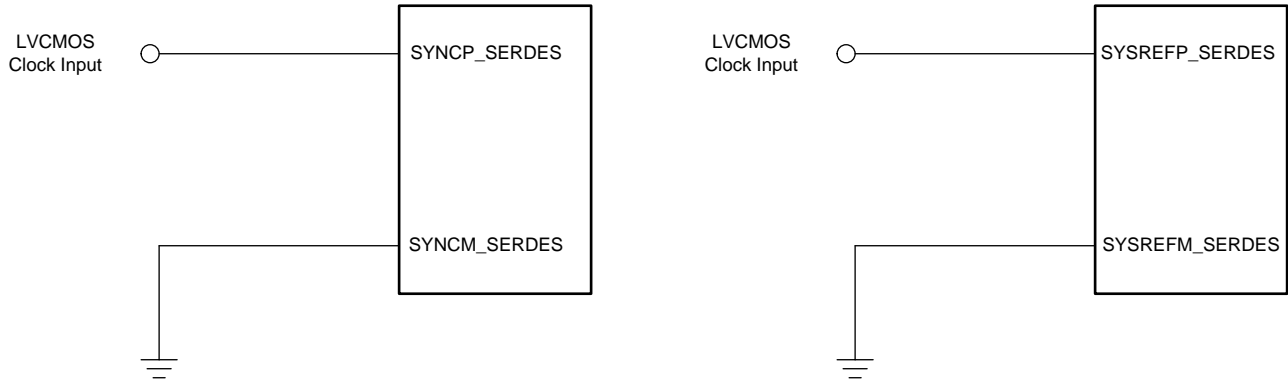 LVCMOS
Clock Input
SYNCP_SERDES
SYNCM_SERDES
LVCMOS
Clock Input
SYSREFP_SERDES
SYSREFM_SERDES